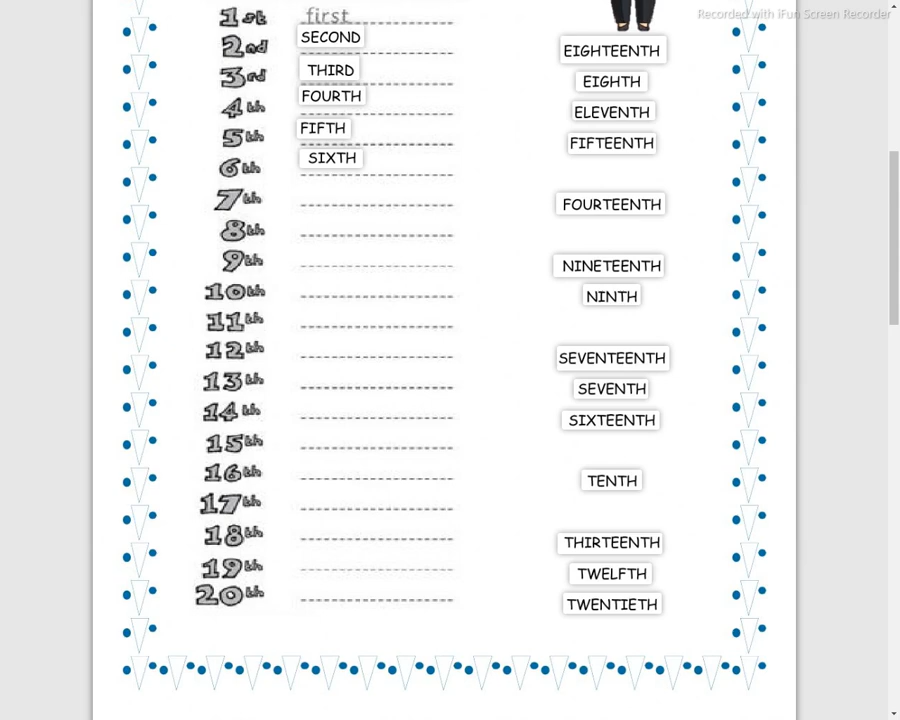 Recorded with iFun Screen Recorder
1st first
2nd SECOND
3rd THIRD
4th FOURTH
5th FIFTH
6th SIXTH
7th
8th
9th
10th
11th
12th
13th
14th
15th
16th
17th
18th
19th
20th
EIGHTEENTH
EIGHTH
ELEVENTH
FIFTEENTH
FOURTEENTH
NINETEENTH
NINTH
SEVENTEENTH
SEVENTH
SIXTEENTH
TENTH
THIRTEENTH
TWELFTH
TWENTIETH